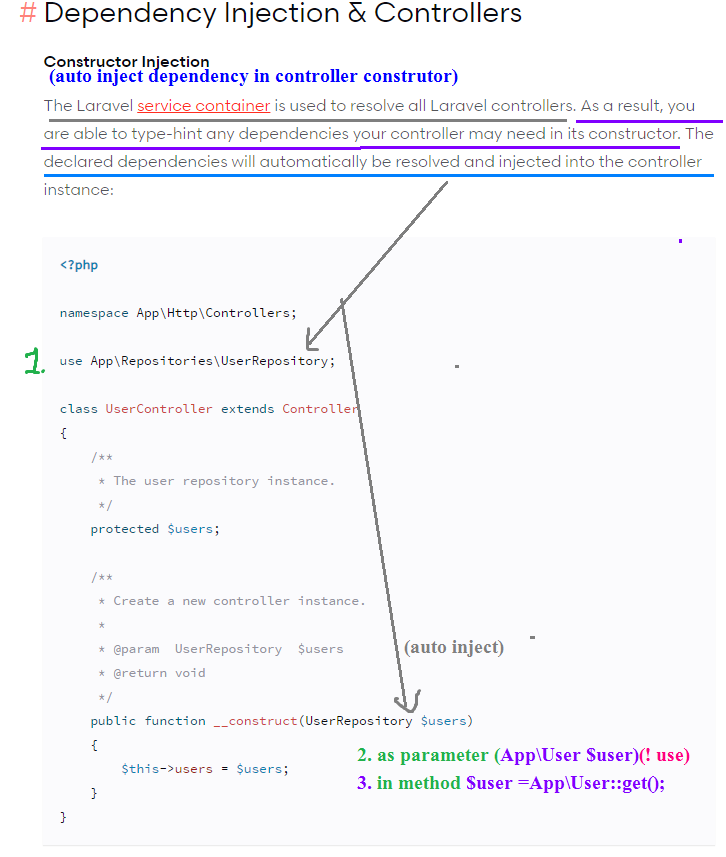 # Dependency Injection & Controllers
Constructor Injection
(auto inject dependency in controller construtor)
The Laravel service container is used to resolve all Laravel controllers. As a result, you
are able to type-hint any dependencies your controller may need in its constructor. The
declared dependencies will automatically be resolved and injected into the controller
instance:
<?php
namespace App\Http\Controllers;
1. use App\Repositories\UserRepository;
class UserController extends Controller
{
/**
* The user repository instance.
*/
protected $users;
/**
* Create a new controller instance.
*
* @param  UserRepository  $users
(auto inject)
* @return void
*/
public function __construct(UserRepository $users)
{
2. as parameter (App\User $user)(! use)
$this->users = $users;
3. in method $user =App\User::get();
}
}